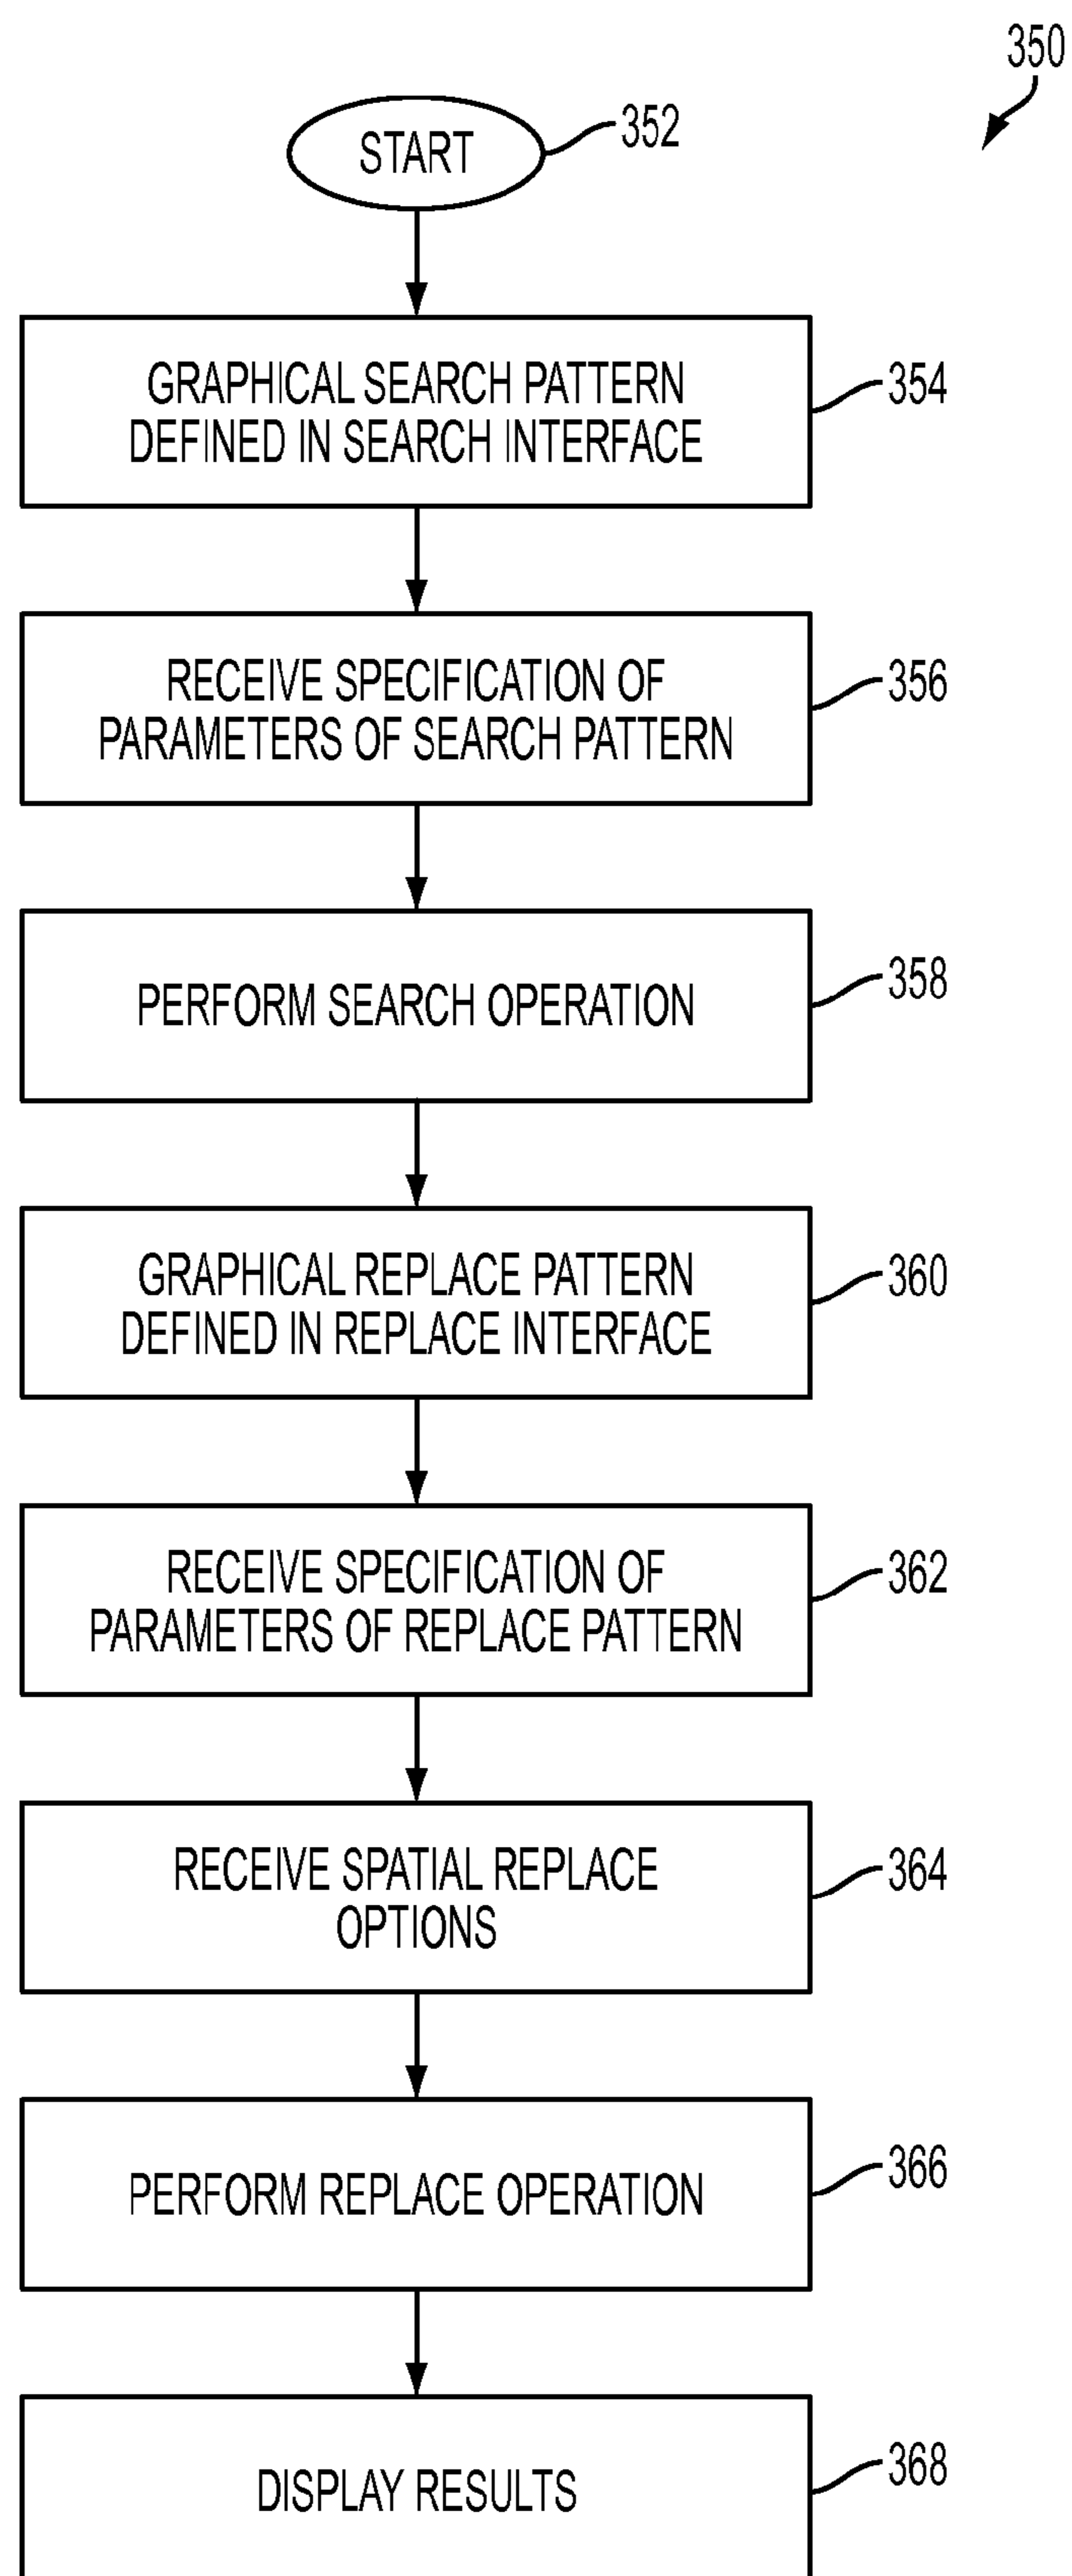 350
START
352
GRAPHICAL SEARCH PATTERN
DEFINED IN SEARCH INTERFACE
354
RECEIVE SPECIFICATION OF
PARAMETERS OF SEARCH PATTERN
356
PERFORM SEARCH OPERATION
358
GRAPHICAL REPLACE PATTERN
DEFINED IN REPLACE INTERFACE
360
RECEIVE SPECIFICATION OF
PARAMETERS OF REPLACE PATTERN
362
RECEIVE SPATIAL REPLACE
OPTIONS
364
PERFORM REPLACE OPERATION
366
DISPLAY RESULTS
368